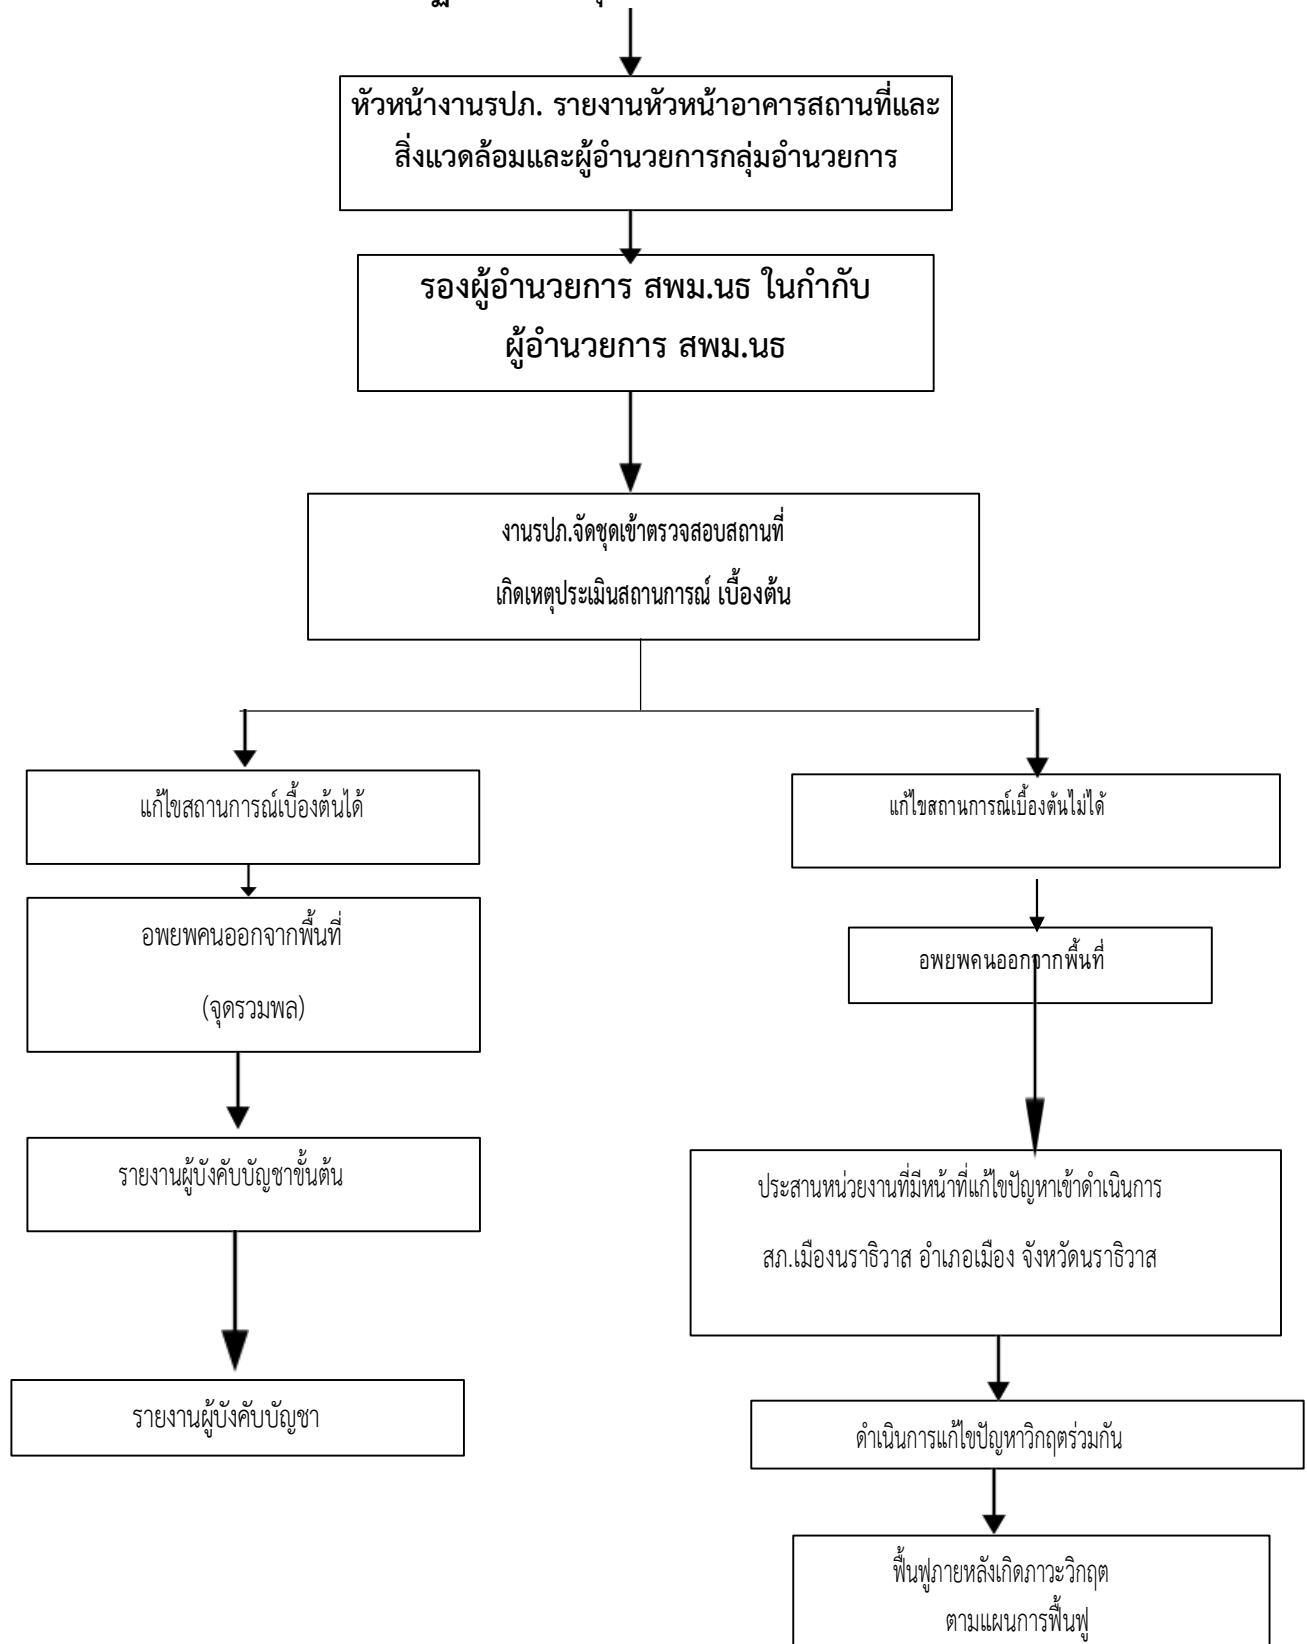 หัวหน้างานรปภ. รายงานหัวหน้าอาคารสถานที่และ
สิ่งแวดล้อมและผู้อำนวยการกลุ่มอำนวยการ
รองผู้อำนวยการ สพม.นธ ในกำกับ
ผู้อำนวยการ สพม.นธ
งานรปภ.จัดชุดเข้าตรวจสอบสถานที่
เกิดเหตุประเมินสถานการณ์ เบื้องต้น
แก้ไขสถานการณ์เบื้องต้นได้
อพยพคนออกจากพื้นที่
(จุดรวมพล)
รายงานผู้บังคับบัญชาขั้นต้น
รายงานผู้บังคับบัญชา
แก้ไขสถานการณ์เบื้องต้นไม่ได้
อพยพคนออกจากพื้นที่
ประสานหน่วยงานที่มีหน้าที่แก้ไขปัญหาเข้าดำเนินการ
สภ.เมืองนราธิวาส อำเภอเมือง จังหวัดนราธิวาส
ดำเนินการแก้ไขปัญหาวิกฤตร่วมกัน
ฟื้นฟูภายหลังเกิดภาวะวิกฤต
ตามแผนการฟื้นฟู